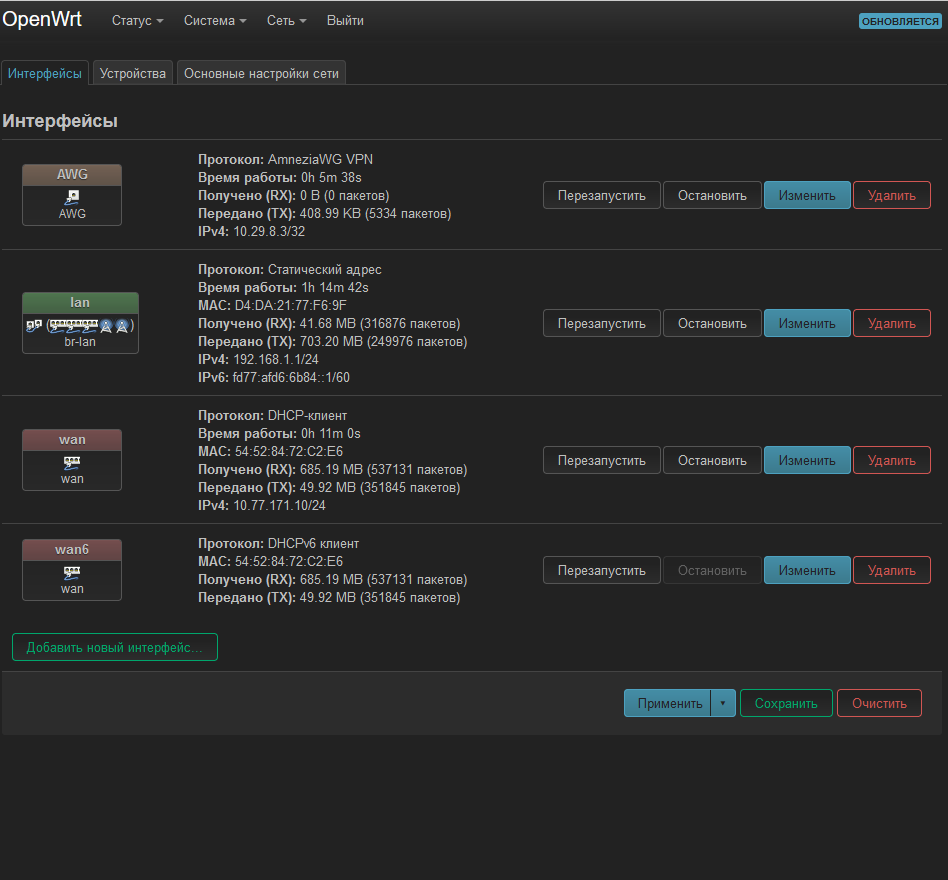 OpenWrt Статус Система Сеть Выйти ОБНОВЛЯЕТСЯ
Интерфейсы Устройства Основные настройки сети
Интерфейсы
AWG
AWG
Протокол: AmneziaWG VPN
Время работы: 0h 5m 38s
Получено (RX): 0 B (0 пакетов)
Передано (TX): 408.99 KB (5334 пакетов)
IPv4: 10.29.8.3/32
Перезапустить Остановить Изменить Удалить
lan
br-lan
Протокол: Статический адрес
Время работы: 1h 14m 42s
MAC: D4:DA:21:77:F6:9F
Получено (RX): 41.68 MB (316876 пакетов)
Передано (TX): 703.20 MB (249976 пакетов)
IPv4: 192.168.1.1/24
IPv6: fd77:afd6:6b84::1/60
Перезапустить Остановить Изменить Удалить
wan
wan
Протокол: DHCP-клиент
Время работы: 0h 11m 0s
MAC: 54:52:84:72:C2:E6
Получено (RX): 685.19 MB (537131 пакетов)
Передано (TX): 49.92 MB (351845 пакетов)
IPv4: 10.77.171.10/24
Перезапустить Остановить Изменить Удалить
wan6
wan
Протокол: DHCPv6 клиент
MAC: 54:52:84:72:C2:E6
Получено (RX): 685.19 MB (537131 пакетов)
Передано (TX): 49.92 MB (351845 пакетов)
Перезапустить Остановить Изменить Удалить
Добавить новый интерфейс...
Применить Сохранить Очистить